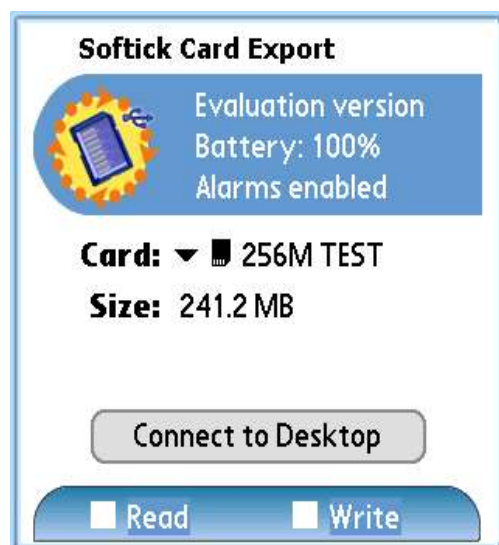 Softick Card Export
Evaluation version
Battery: 100%
Alarms enabled
Card: 256M TEST
Size: 241.2 MB
Connect to Desktop
Read Write